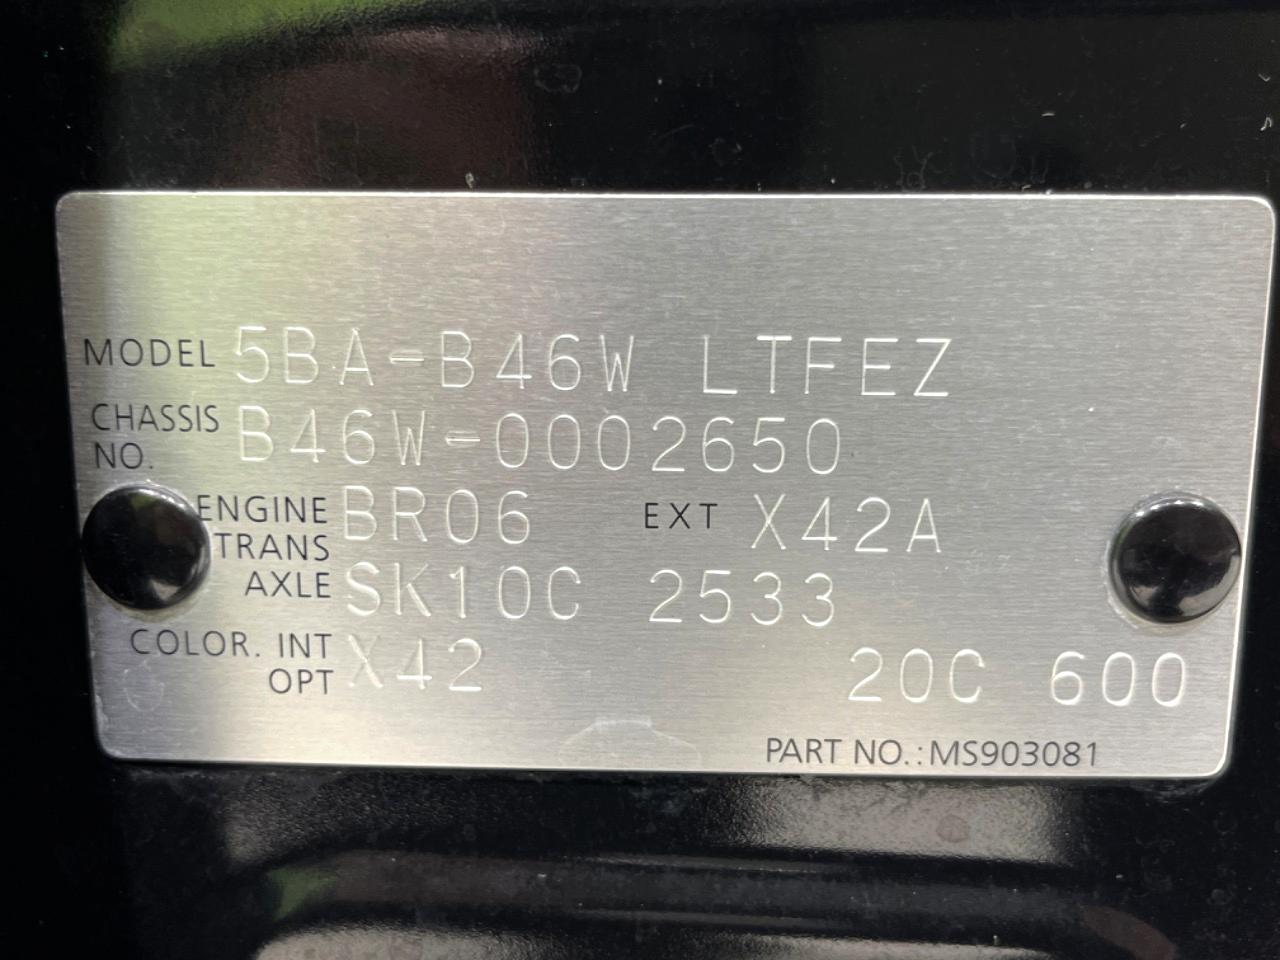 MODEL 5BA-B46W LTFEZ
CHASSIS NO. B46W-0002650
ENGINE BR06 EXT X42A
TRANS AXLE SK10C 2533
COLOR. INT OPT X42 20C 600
PART NO.: MS903081